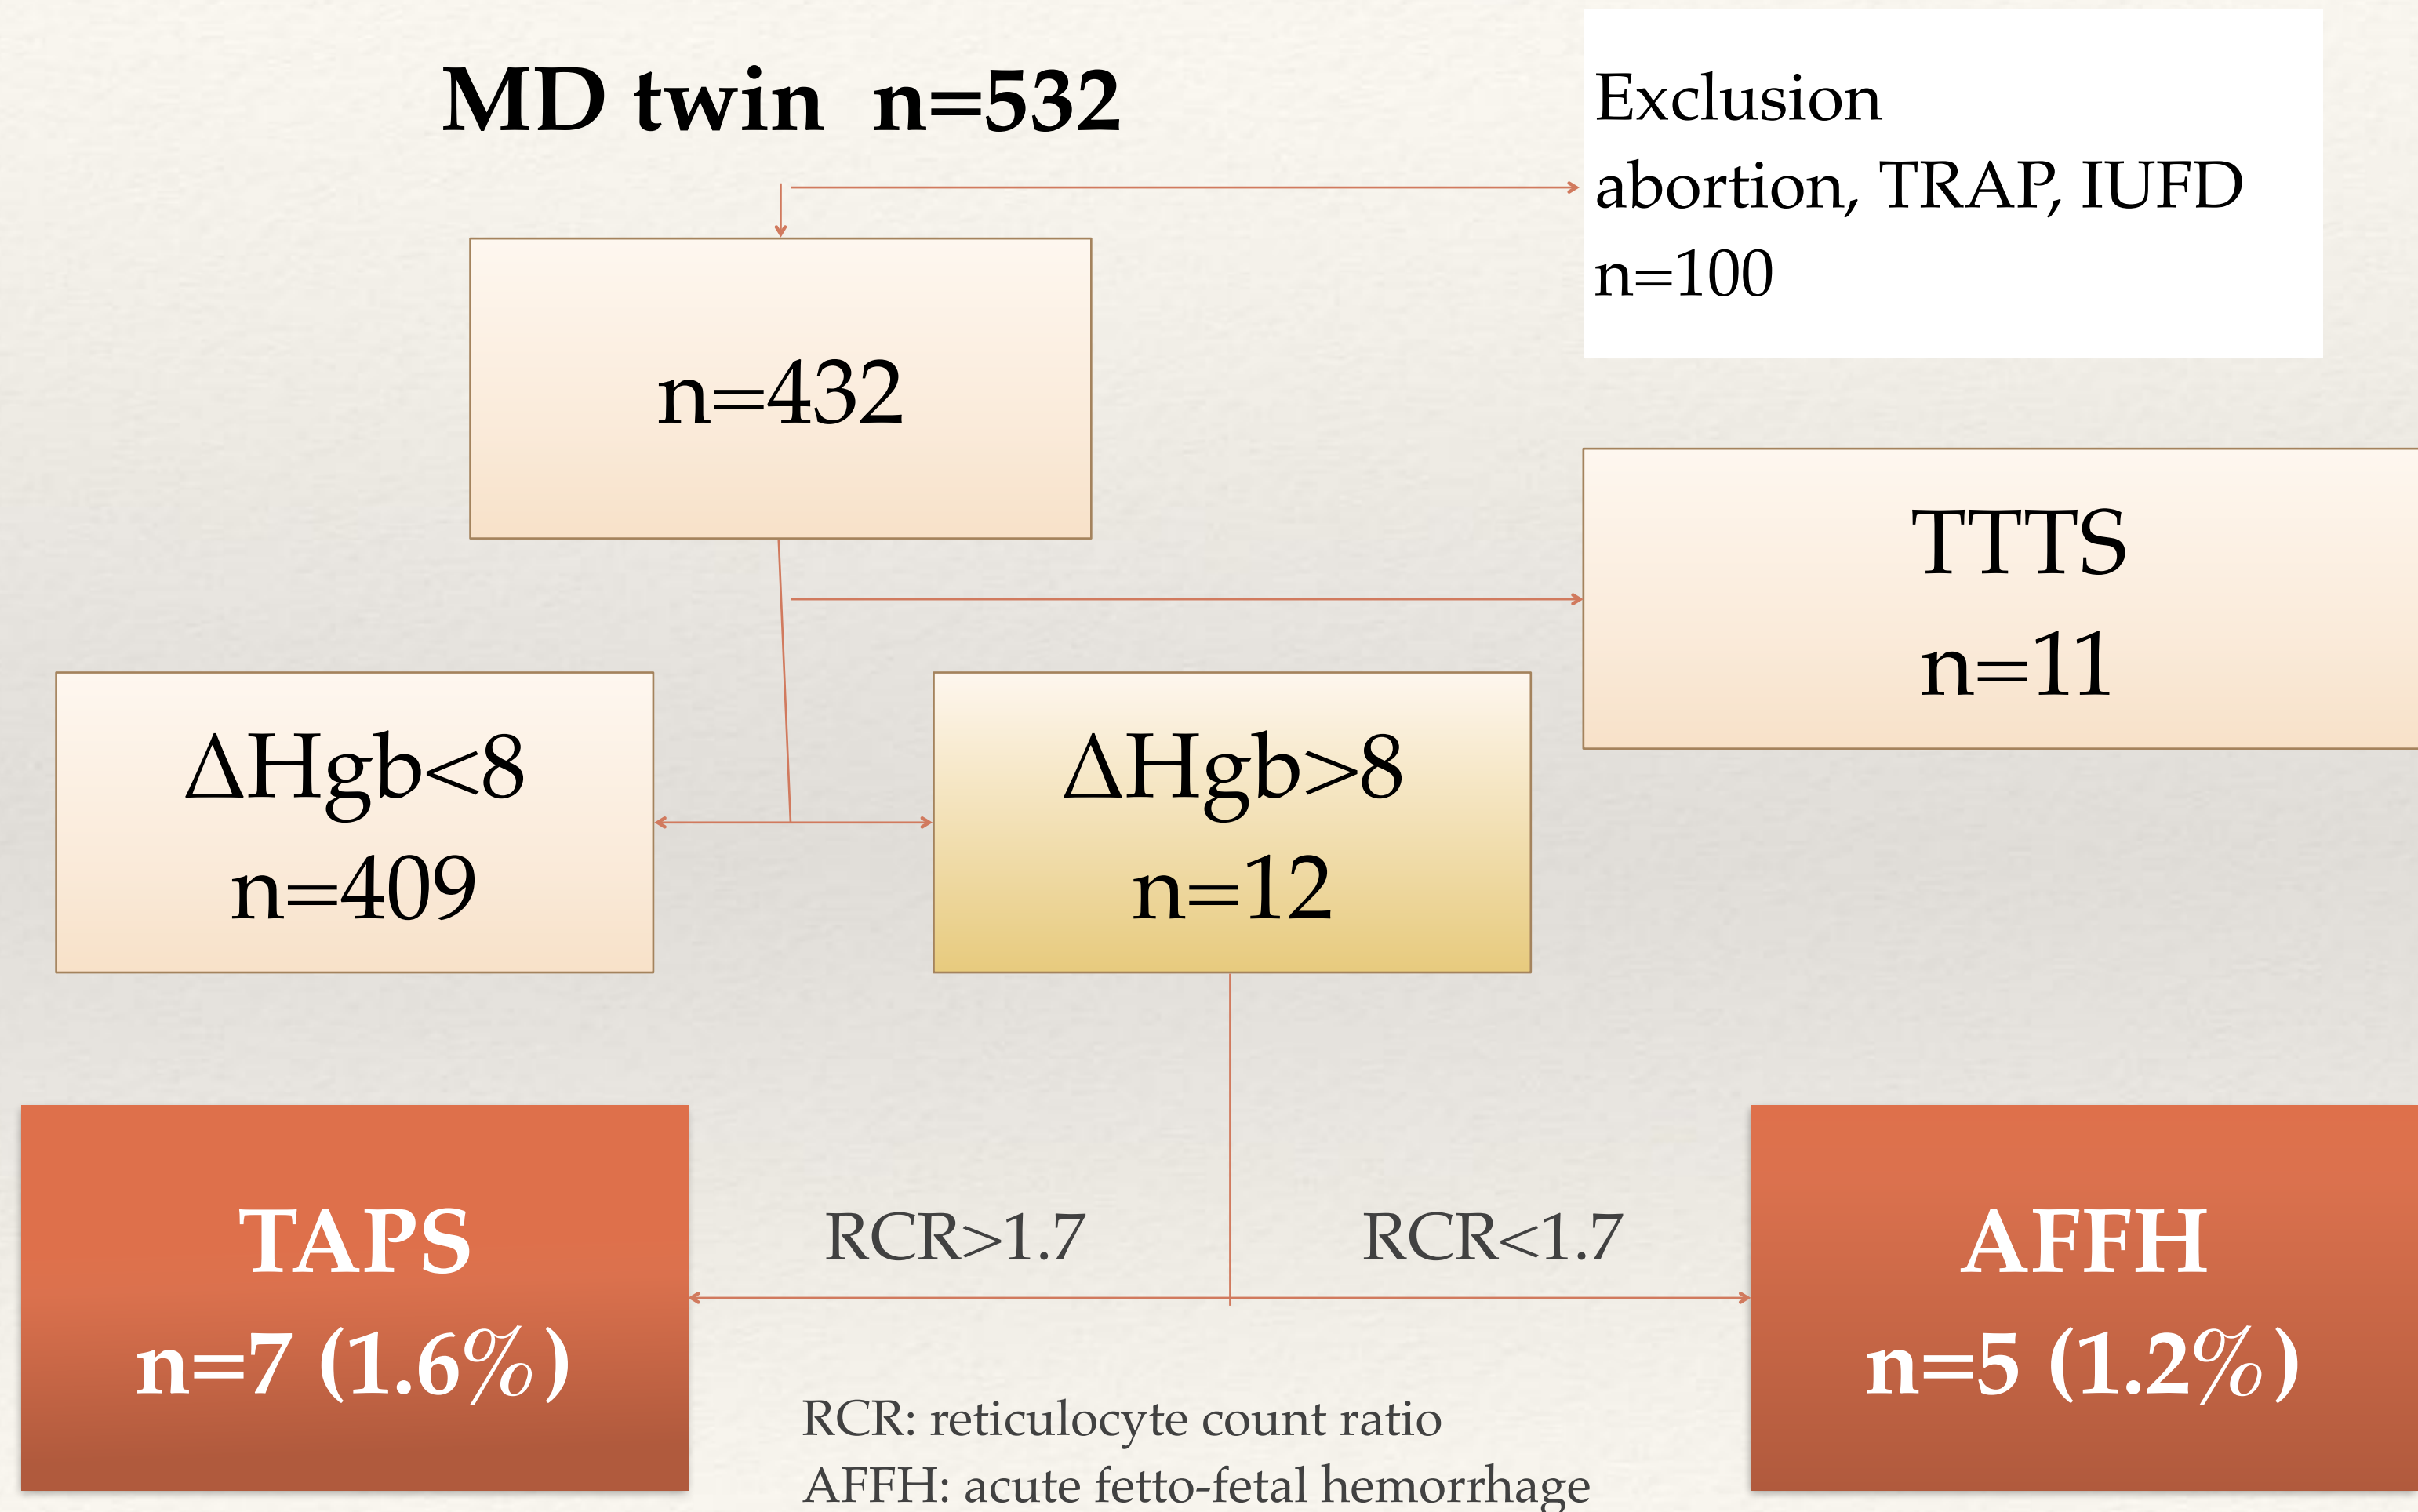 MD twin n=532
Exclusion
abortion, TRAP, IUFD
n=100
n=432
TTTS
n=11
ΔHgb<8
n=409
ΔHgb>8
n=12
TAPS
n=7 (1.6%)
RCR>1.7
RCR<1.7
AFFH
n=5 (1.2%)
RCR: reticulocyte count ratio
AFFH: acute fetto-fetal hemorrhage